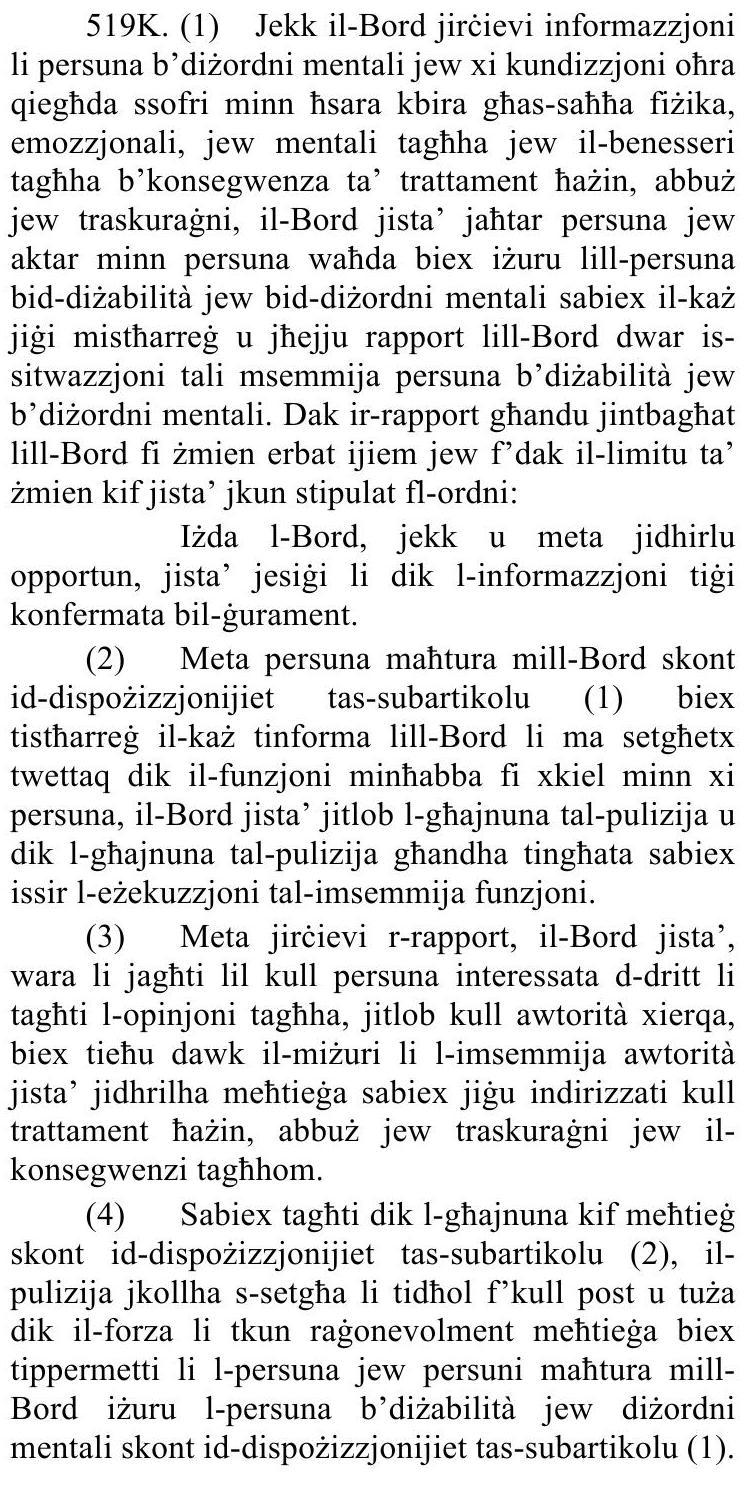 519K. (1) Jekk il-Bord jirċievi informazzjoni
li persuna b’diżordni mentali jew xi kundizzjoni oħra
qiegħda ssofri minn ħsara kbira għas-saħħa fiżika,
emozzjonali, jew mentali tagħha jew il-benesseri
tagħha b’konsegwenza ta’ trattament ħażin, abbuż
jew traskuraġni, il-Bord jista’ jaħtar persuna jew
aktar minn persuna waħda biex iżuru lill-persuna
bid-diżabilità jew bid-diżordni mentali sabiex il-każ
jiġi mistħarreġ u jħejju rapport lill-Bord dwar is-
sitwazzjoni tali msemmija persuna b’diżabilità jew
b’diżordni mentali. Dak ir-rapport għandu jintbagħat
lill-Bord fi żmien erbat ijiem jew f’dak il-limitu ta’
żmien kif jista’ jkun stipulat fl-ordni:
Iżda l-Bord, jekk u meta jidhirlu
opportun, jista’ jesiġi li dik l-informazzjoni tiġi
konfermata bil-ġurament.
(2) Meta persuna maħtura mill-Bord skont
id-dispożizzjonijiet tas-subartikolu (1) biex
tistħarreġ il-każ tinforma lill-Bord li ma setgħetx
twettaq dik il-funzjoni minħabba fi xkiel minn xi
persuna, il-Bord jista’ jitlob l-għajnuna tal-pulizija u
dik l-għajnuna tal-pulizija għandha tingħata sabiex
issir l-eżekuzzjoni tal-imsemmija funzjoni.
(3) Meta jirċievi r-rapport, il-Bord jista’,
wara li jagħti lil kull persuna interessata d-dritt li
tagħti l-opinjoni tagħha, jitlob kull awtorità xierqa,
biex tieħu dawk il-miżuri li l-imsemmija awtorità
jista’ jidhrilha meħtieġa sabiex jiġu indirizzati kull
trattament ħażin, abbuż jew traskuraġni jew il-
konsegwenzi tagħhom.
(4) Sabiex tagħti dik l-għajnuna kif meħtieġ
skont id-dispożizzjonijiet tas-subartikolu (2), il-
pulizija jkollha s-setgħa li tidħol f’kull post u tuża
dik il-forza li tkun raġonevolment meħtieġa biex
tippermetti li l-persuna jew persuni maħtura mill-
Bord iżuru l-persuna b’diżabilità jew diżordni
mentali skont id-dispożizzjonijiet tas-subartikolu (1).